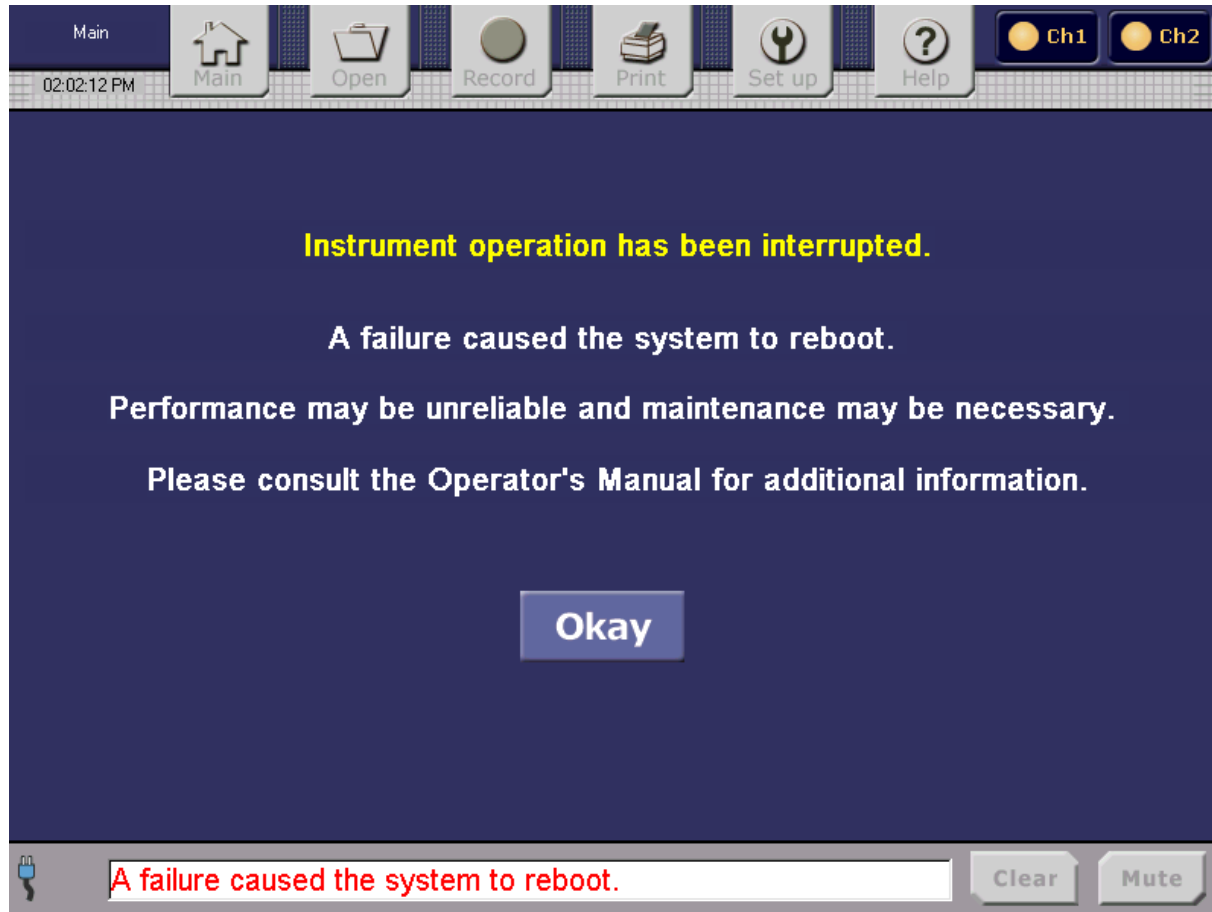 Main
02:02:12 PM
Main
Open
Record
Print
Set up
?
Help
Ch1
Ch2
Instrument operation has been interrupted.
A failure caused the system to reboot.
Performance may be unreliable and maintenance may be necessary.
Please consult the Operator's Manual for additional information.
Okay
A failure caused the system to reboot.
Clear
Mute